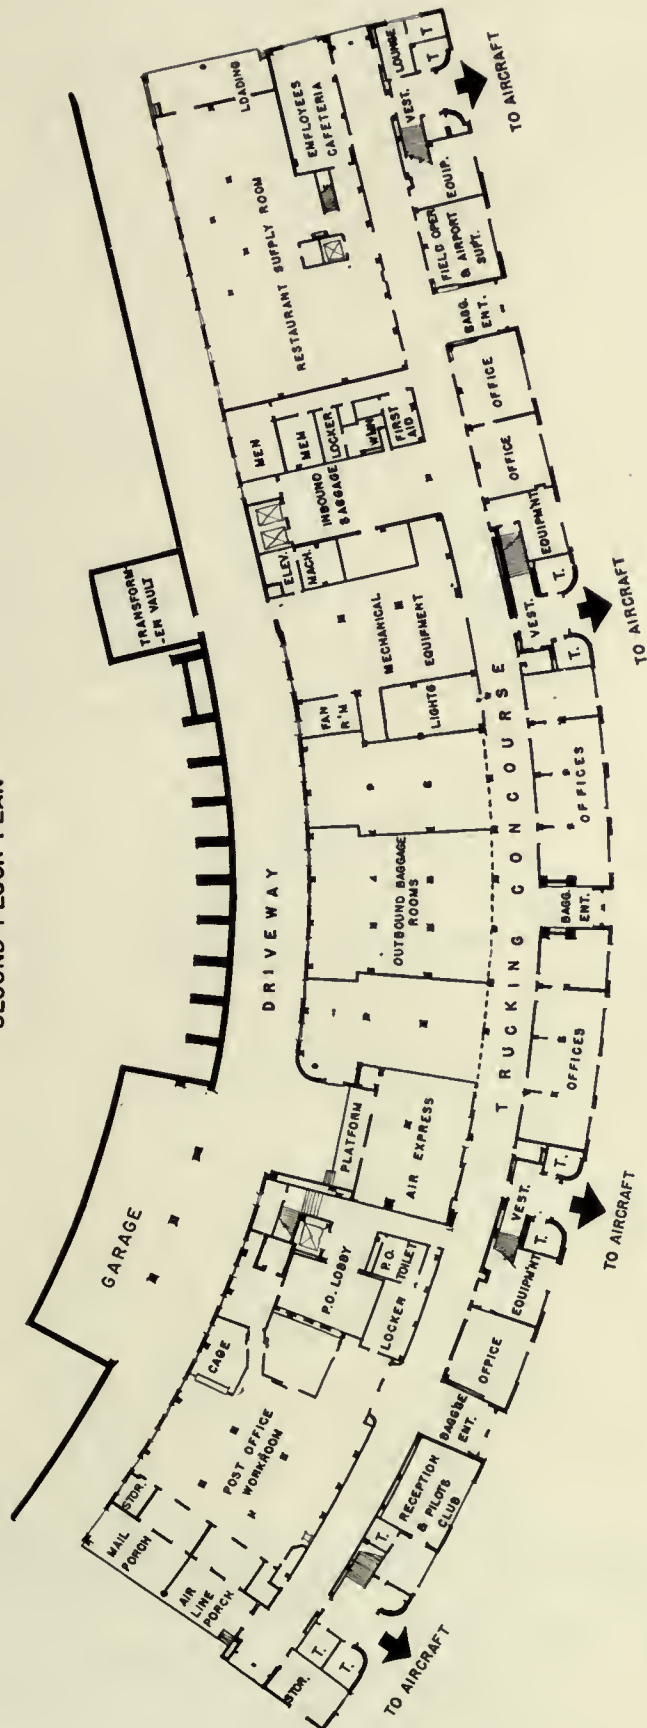 SECOND FLOOR PLAN
TRANSFORM-
-ER VAULT
GARAGE
DRIVEWAY
MAIL
PORCH
STOR.
AIR
LINE
PORCH
POST OFFICE
WORKROOM
CAGE
P.O. LOBBY
P.O.
TOILET
LOCKER
PLATFORM
AIR EXPRESS
OUTBOUND BAGGAGE
ROOMS
FAN
R'M
LIGHTS
MECHANICAL
EQUIPMENT
ELEV.
MACH.
INBOUND
BAGGAGE
MEN
MEN
LOCKER
WMN
FIRST
AID
RESTAURANT SUPPLY ROOM
LOADING
EMPLOYEES
CAFETERIA
TRUCKING CONCOURSE
STOR.
T.
T.
TO AIRCRAFT
T.
RECEPTION
& PILOTS
CLUB
BAGG'GE
ENT.
OFFICE
EQUIPM'NT
T.
VEST.
TO AIRCRAFT
T.
OFFICES
BAGG.
ENT.
OFFICES
T.
VEST.
TO AIRCRAFT
T.
EQUIPM'NT
OFFICE
OFFICE
BAGG.
ENT.
FIELD OPER
& AIRPORT
SUPT.
EQUIP.
VEST.
TO AIRCRAFT
LOUNGE
T
T